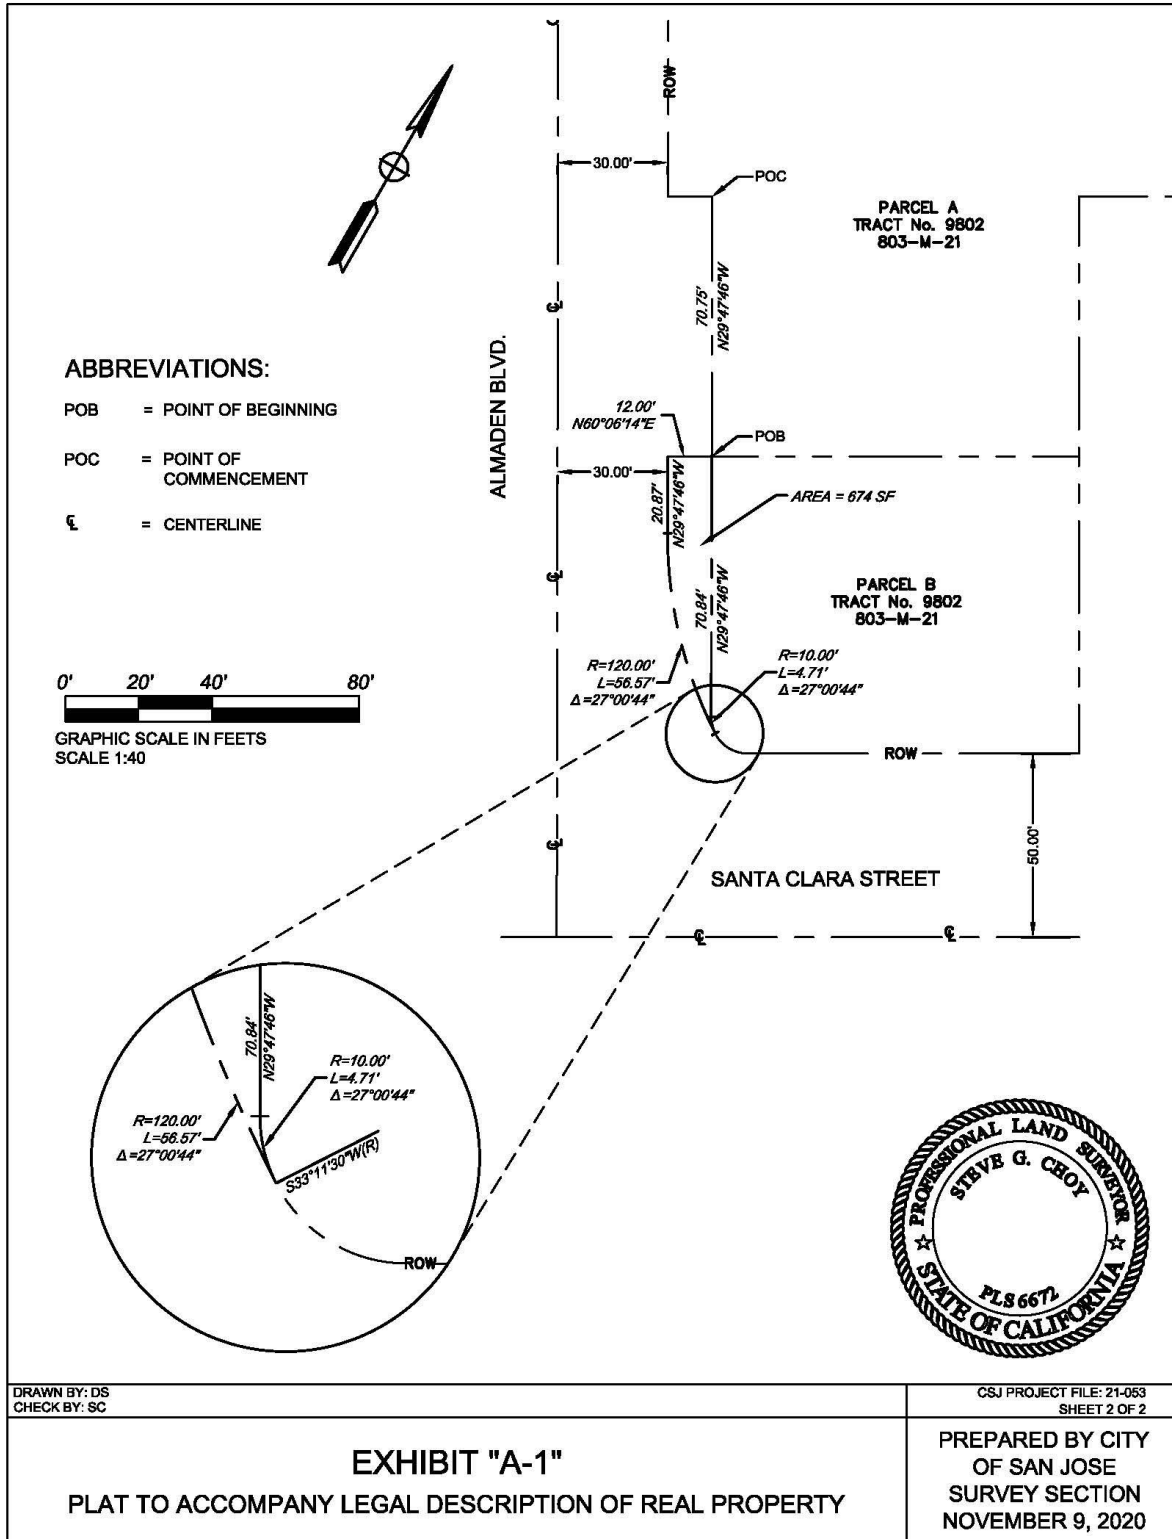 ROW
30.00'
POC
PARCEL A
TRACT No. 9802
803-M-21
70.75'
N29°47'46"W
℄
ABBREVIATIONS:
POB = POINT OF BEGINNING
POC = POINT OF
COMMENCEMENT
℄ = CENTERLINE
ALMADEN BLVD.
12.00'
N60°06'14"E
POB
30.00'
20.87'
N29°47'46"W
AREA = 674 SF
℄
PARCEL B
TRACT No. 9802
803-M-21
70.84'
N29°47'46"W
R=120.00'
L=56.57'
Δ=27°00'44"
R=10.00'
L=4.71'
Δ=27°00'44"
0' 20' 40' 80'
GRAPHIC SCALE IN FEETS
SCALE 1:40
ROW
50.00'
℄
SANTA CLARA STREET
℄
℄
70.84'
N29°47'46"W
R=10.00'
L=4.71'
Δ=27°00'44"
R=120.00'
L=56.57'
Δ=27°00'44"
S33°11'30"W(R)
ROW
PROFESSIONAL LAND SURVEYOR
STEVE G. CHOY
PLS 6672
STATE OF CALIFORNIA
DRAWN BY: DS
CHECK BY: SC
CSJ PROJECT FILE: 21-053
SHEET 2 OF 2
EXHIBIT "A-1"
PLAT TO ACCOMPANY LEGAL DESCRIPTION OF REAL PROPERTY
PREPARED BY CITY
OF SAN JOSE
SURVEY SECTION
NOVEMBER 9, 2020